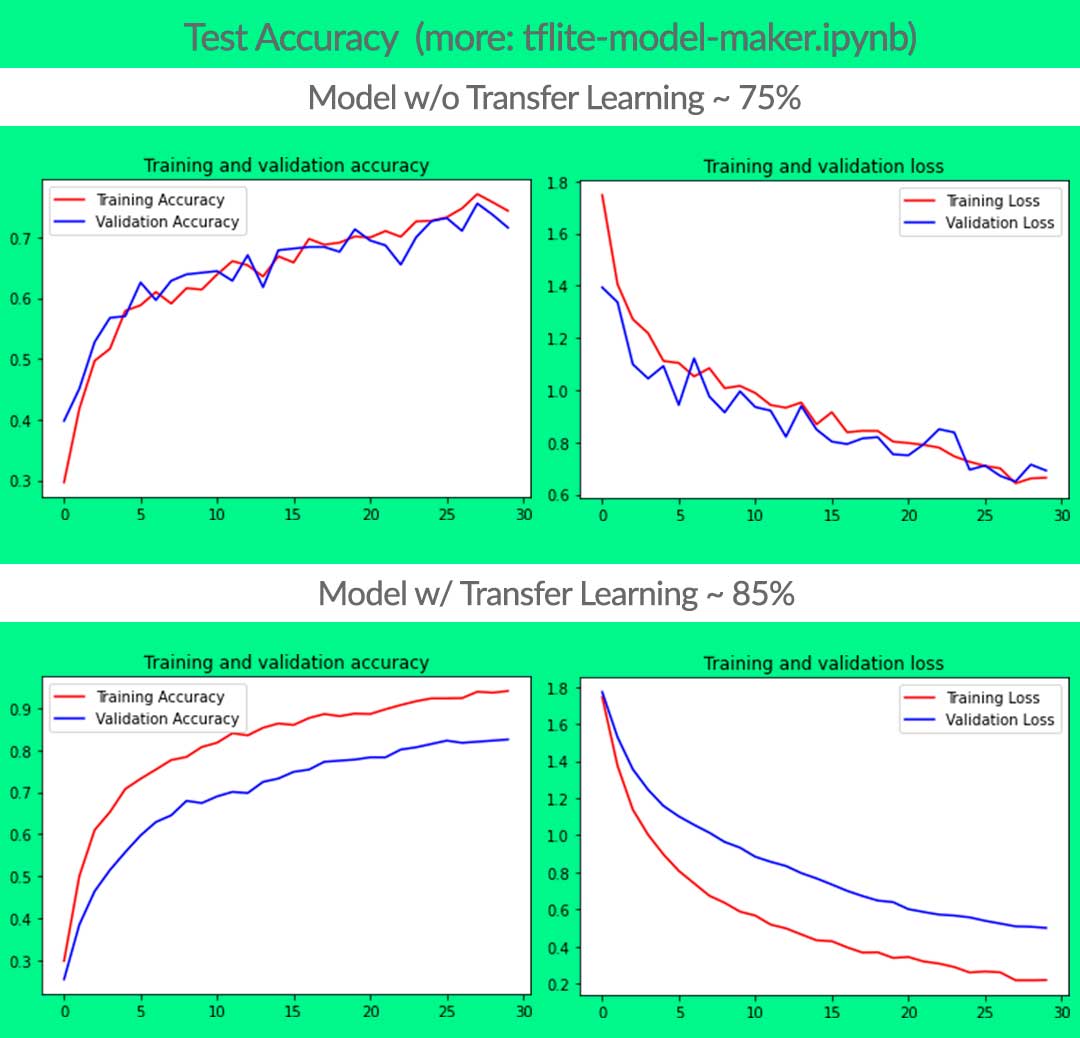 Test Accuracy (more: tflite-model-maker.ipynb)
Model w/o Transfer Learning ~ 75%
Training and validation accuracy
Training Accuracy
Validation Accuracy
0.7
0.6
0.5
0.4
0.3
0 5 10 15 20 25 30
Training and validation loss
Training Loss
Validation Loss
1.8
1.6
1.4
1.2
1.0
0.8
0.6
0 5 10 15 20 25 30
Model w/ Transfer Learning ~ 85%
Training and validation accuracy
Training Accuracy
Validation Accuracy
0.9
0.8
0.7
0.6
0.5
0.4
0.3
0 5 10 15 20 25 30
Training and validation loss
Training Loss
Validation Loss
1.8
1.6
1.4
1.2
1.0
0.8
0.6
0.4
0.2
0 5 10 15 20 25 30